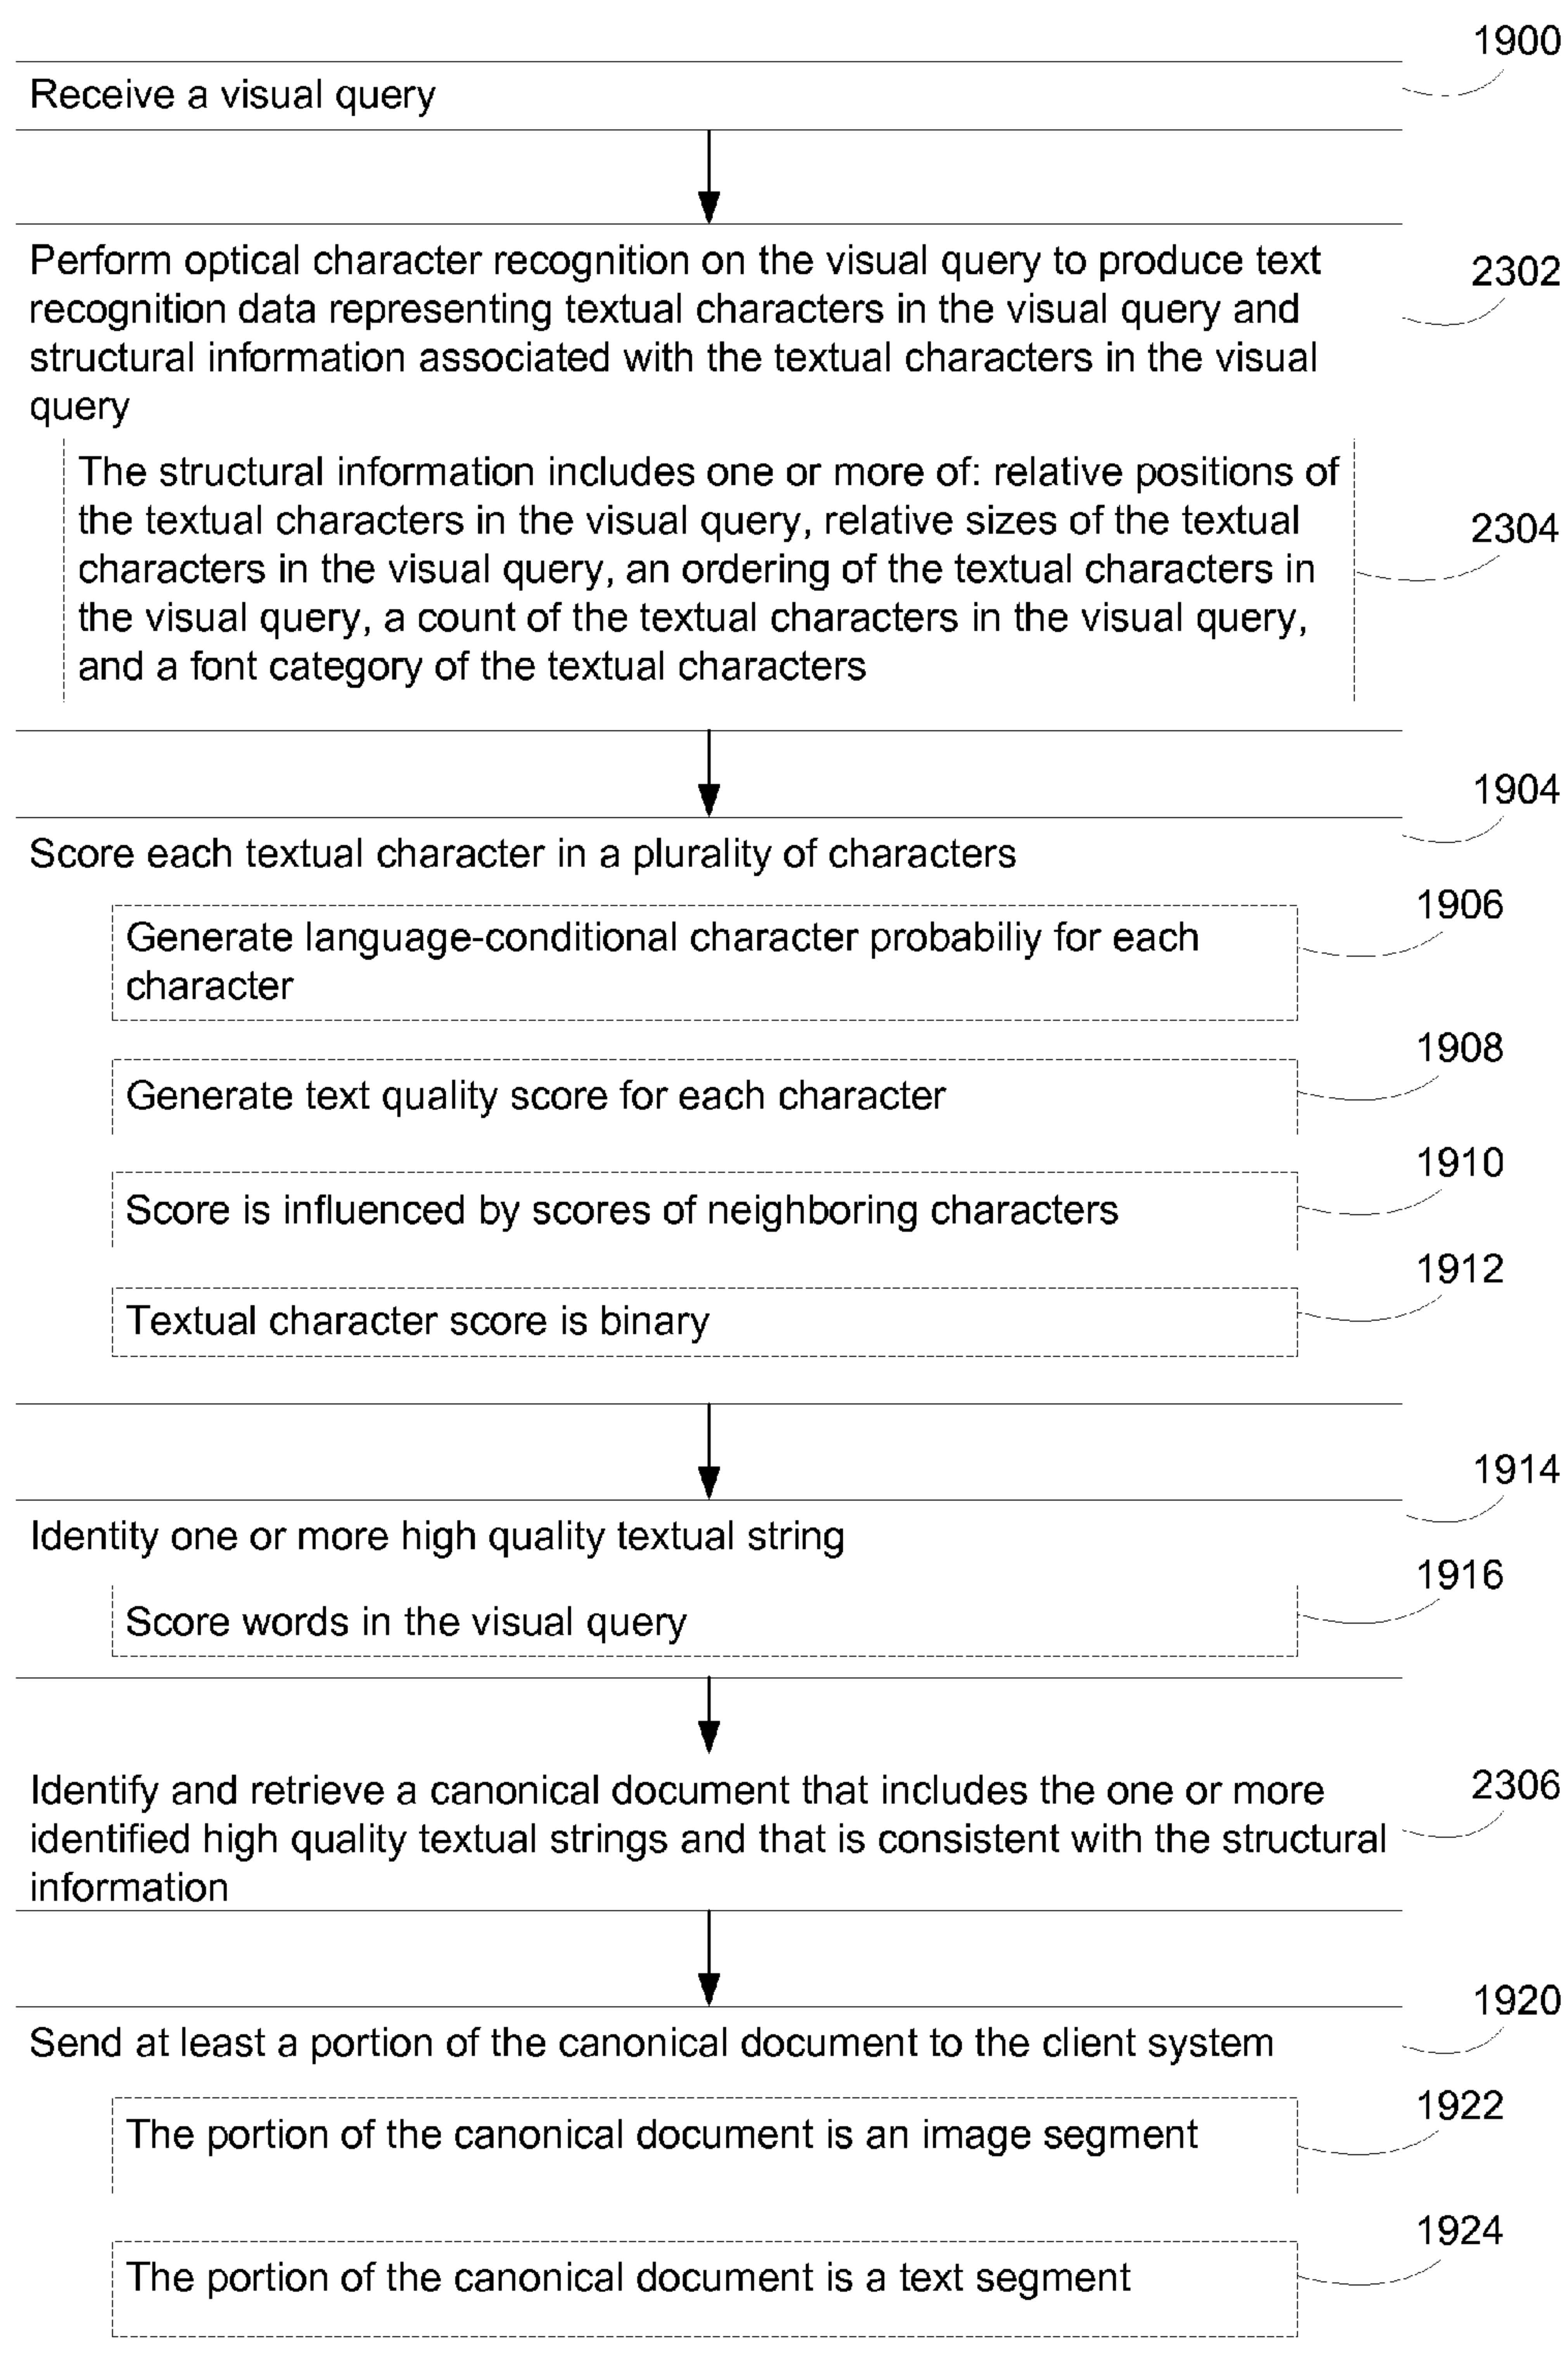 1900
Receive a visual query
Perform optical character recognition on the visual query to produce text
2302
recognition data representing textual characters in the visual query and
structural information associated with the textual characters in the visual
query
The structural information includes one or more of: relative positions of
the textual characters in the visual query, relative sizes of the textual
2304
characters in the visual query, an ordering of the textual characters in
the visual query, a count of the textual characters in the visual query,
and a font category of the textual characters
1904
Score each textual character in a plurality of characters
1906
Generate language-conditional character probabiliy for each
character
1908
Generate text quality score for each character
1910
Score is influenced by scores of neighboring characters
1912
Textual character score is binary
1914
Identity one or more high quality textual string
1916
Score words in the visual query
Identify and retrieve a canonical document that includes the one or more
2306
identified high quality textual strings and that is consistent with the structural
information
1920
Send at least a portion of the canonical document to the client system
1922
The portion of the canonical document is an image segment
1924
The portion of the canonical document is a text segment